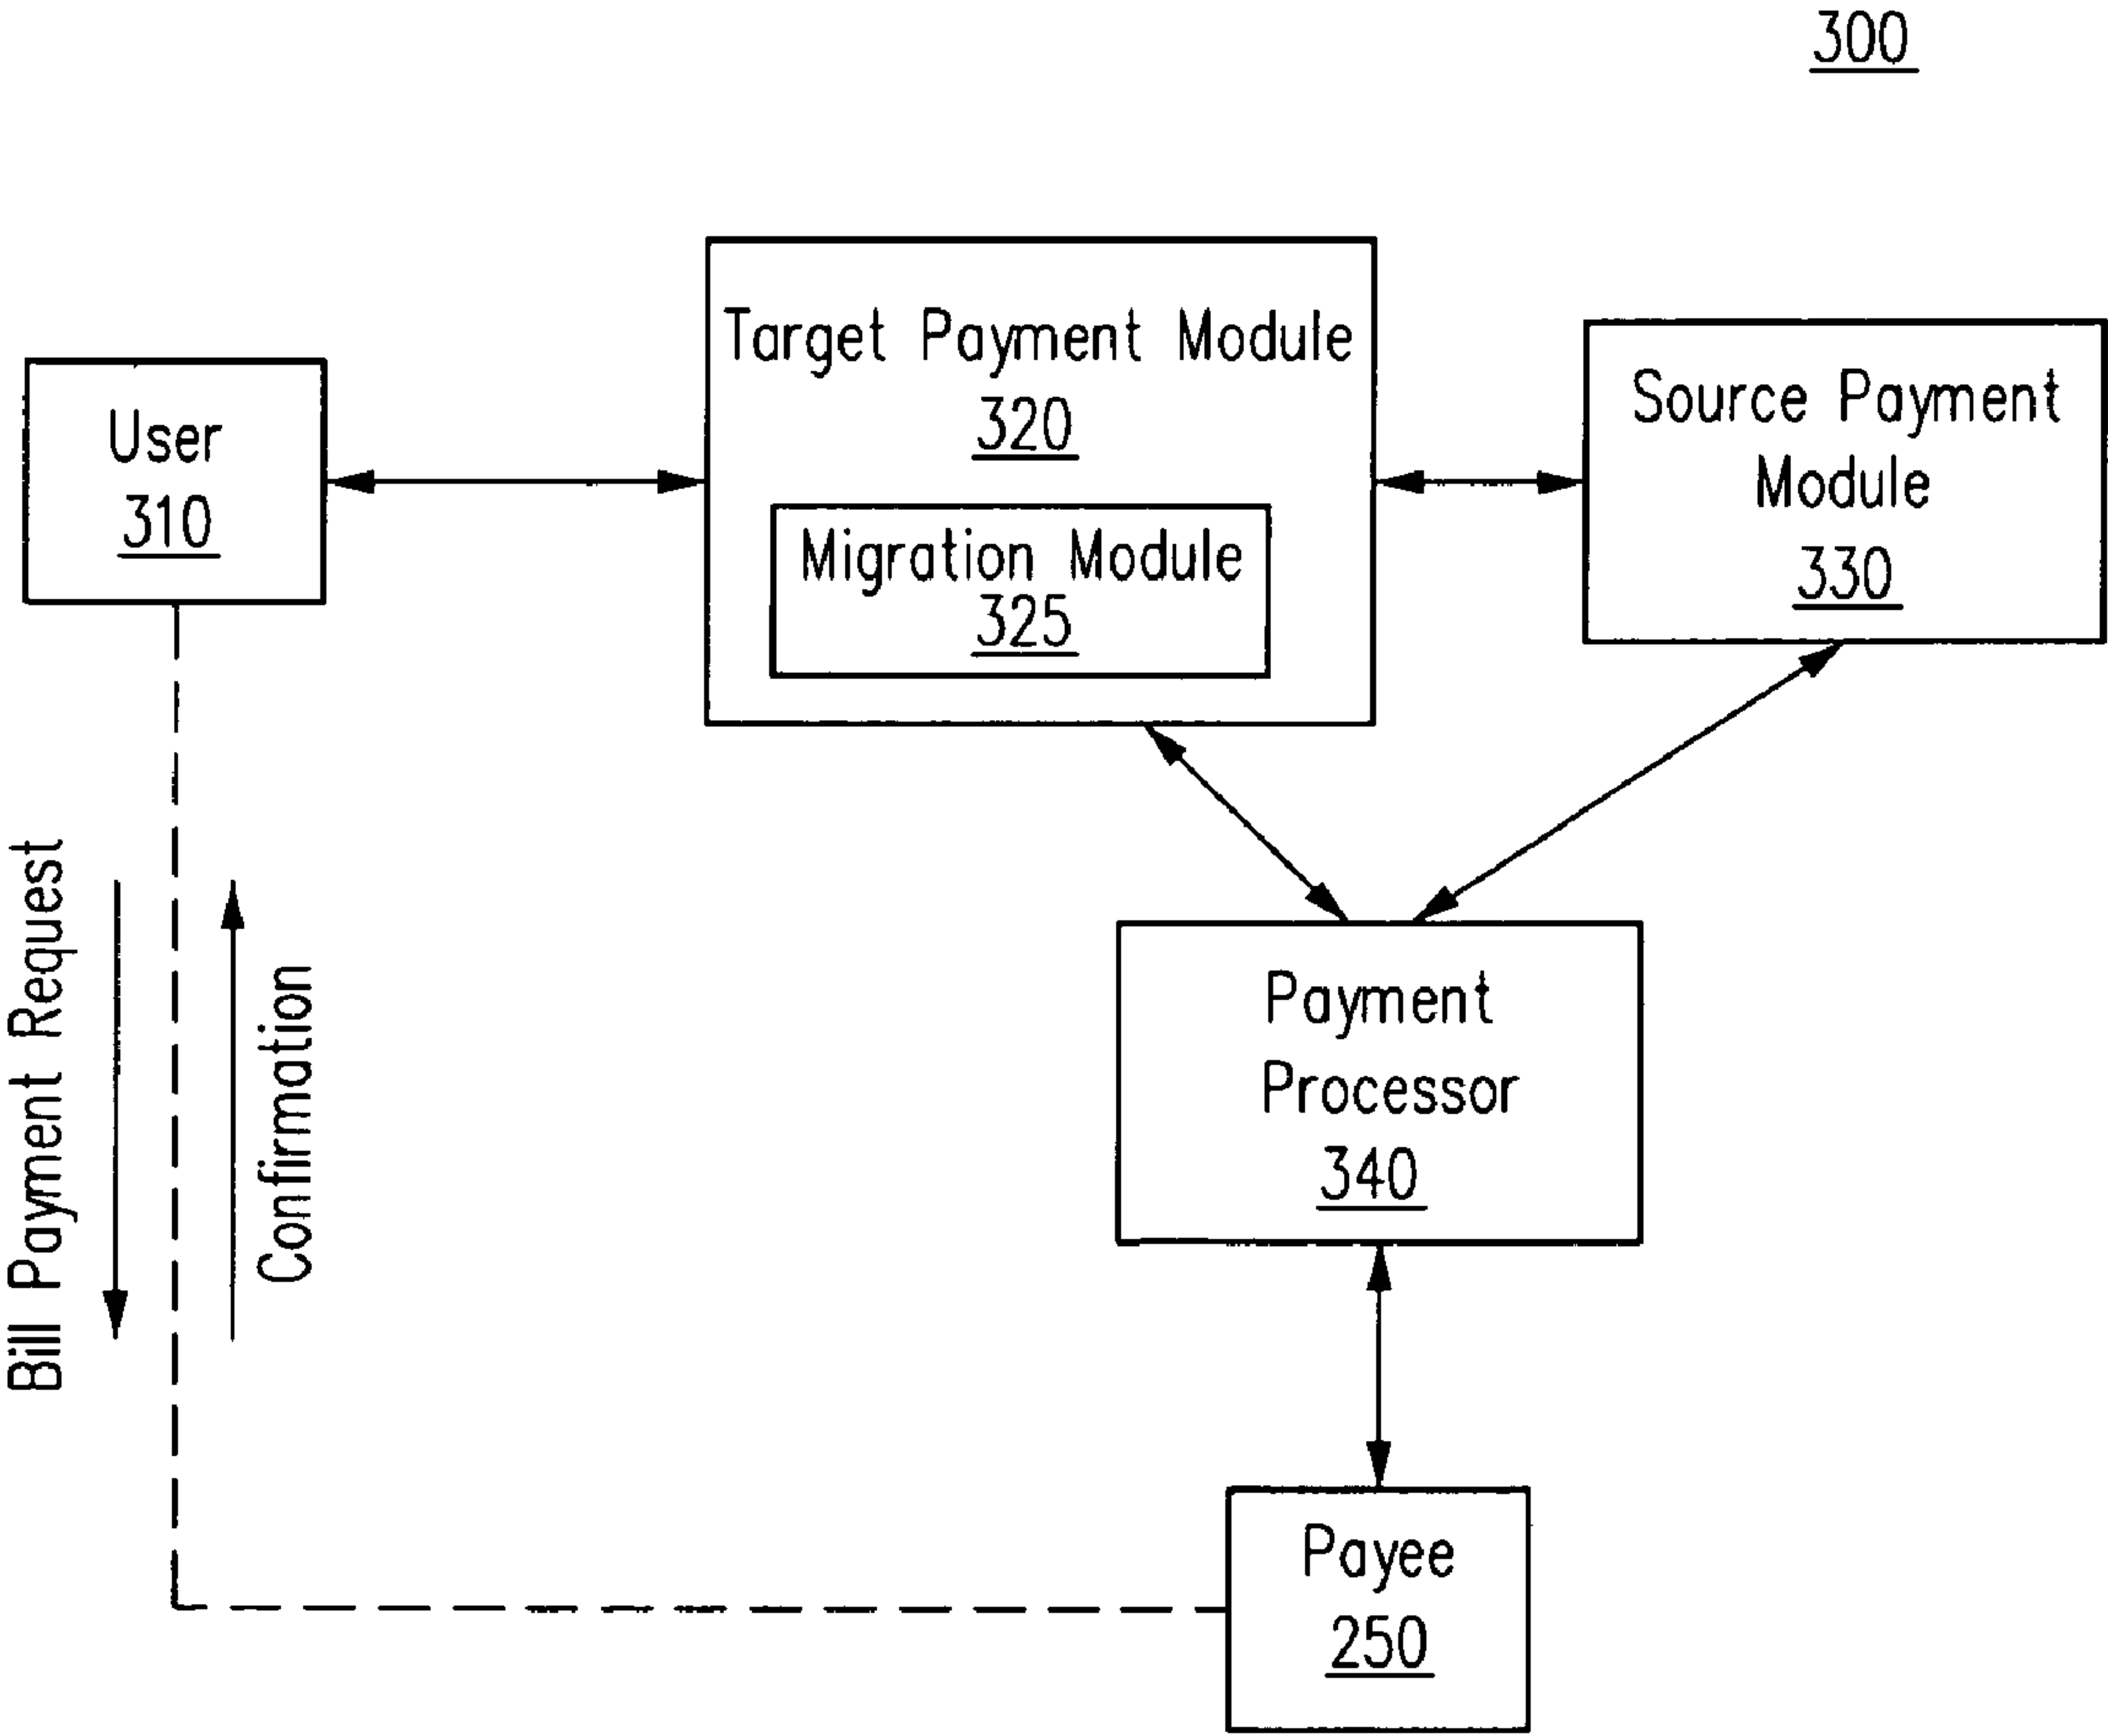 300
Target Payment Module
320
Migration Module
325
User
310
Source Payment
Module
330
Bill Payment Request
Confirmation
Payment
Processor
340
Payee
250